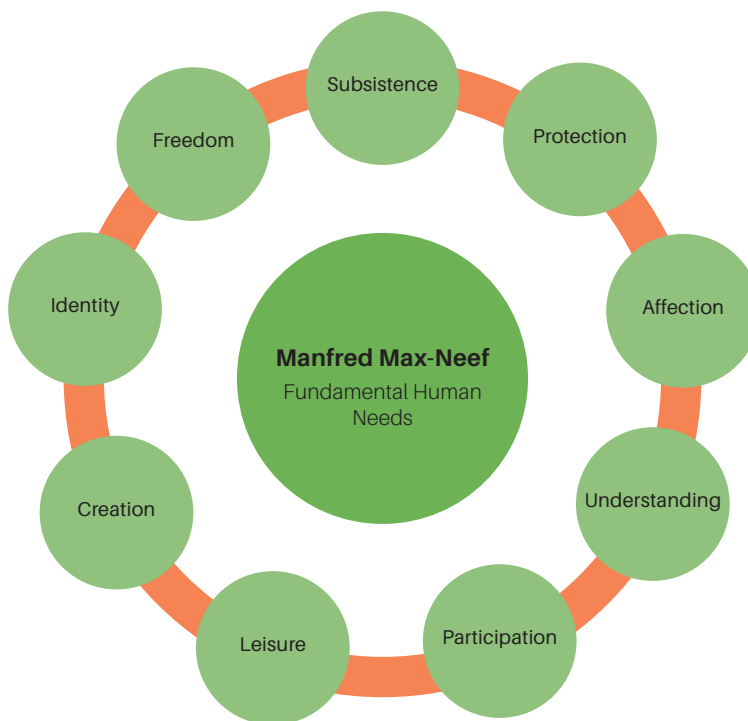 Subsistence
Protection
Affection
Understanding
Participation
Leisure
Creation
Identity
Freedom
Manfred Max-Neef
Fundamental Human
Needs